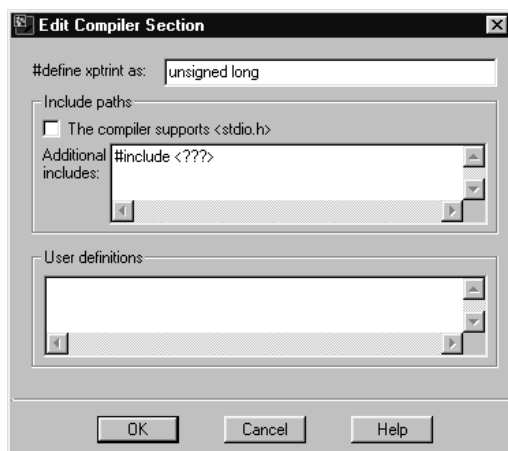 Edit Compiler Section
#define xptrint as: unsigned long
Include paths
The compiler supports <stdio.h>
Additional includes: #include <???>
User definitions
OK Cancel Help